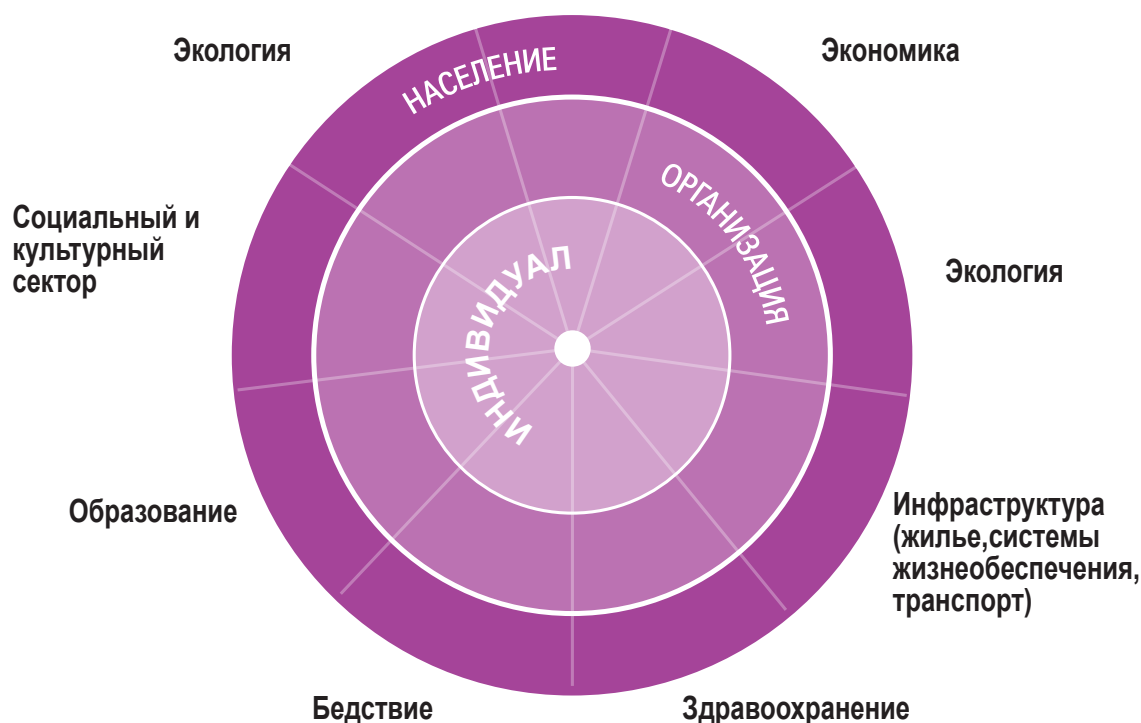 Экология
Экономика
НАСЕЛЕНИЕ
ОРГАНИЗАЦИЯ
ИНДИВИДУАЛ
Социальный и
культурный
сектор
Экология
Образование
Инфраструктура
(жилье,системы
жизнеобеспечения,
транспорт)
Бедствие
Здравоохранение